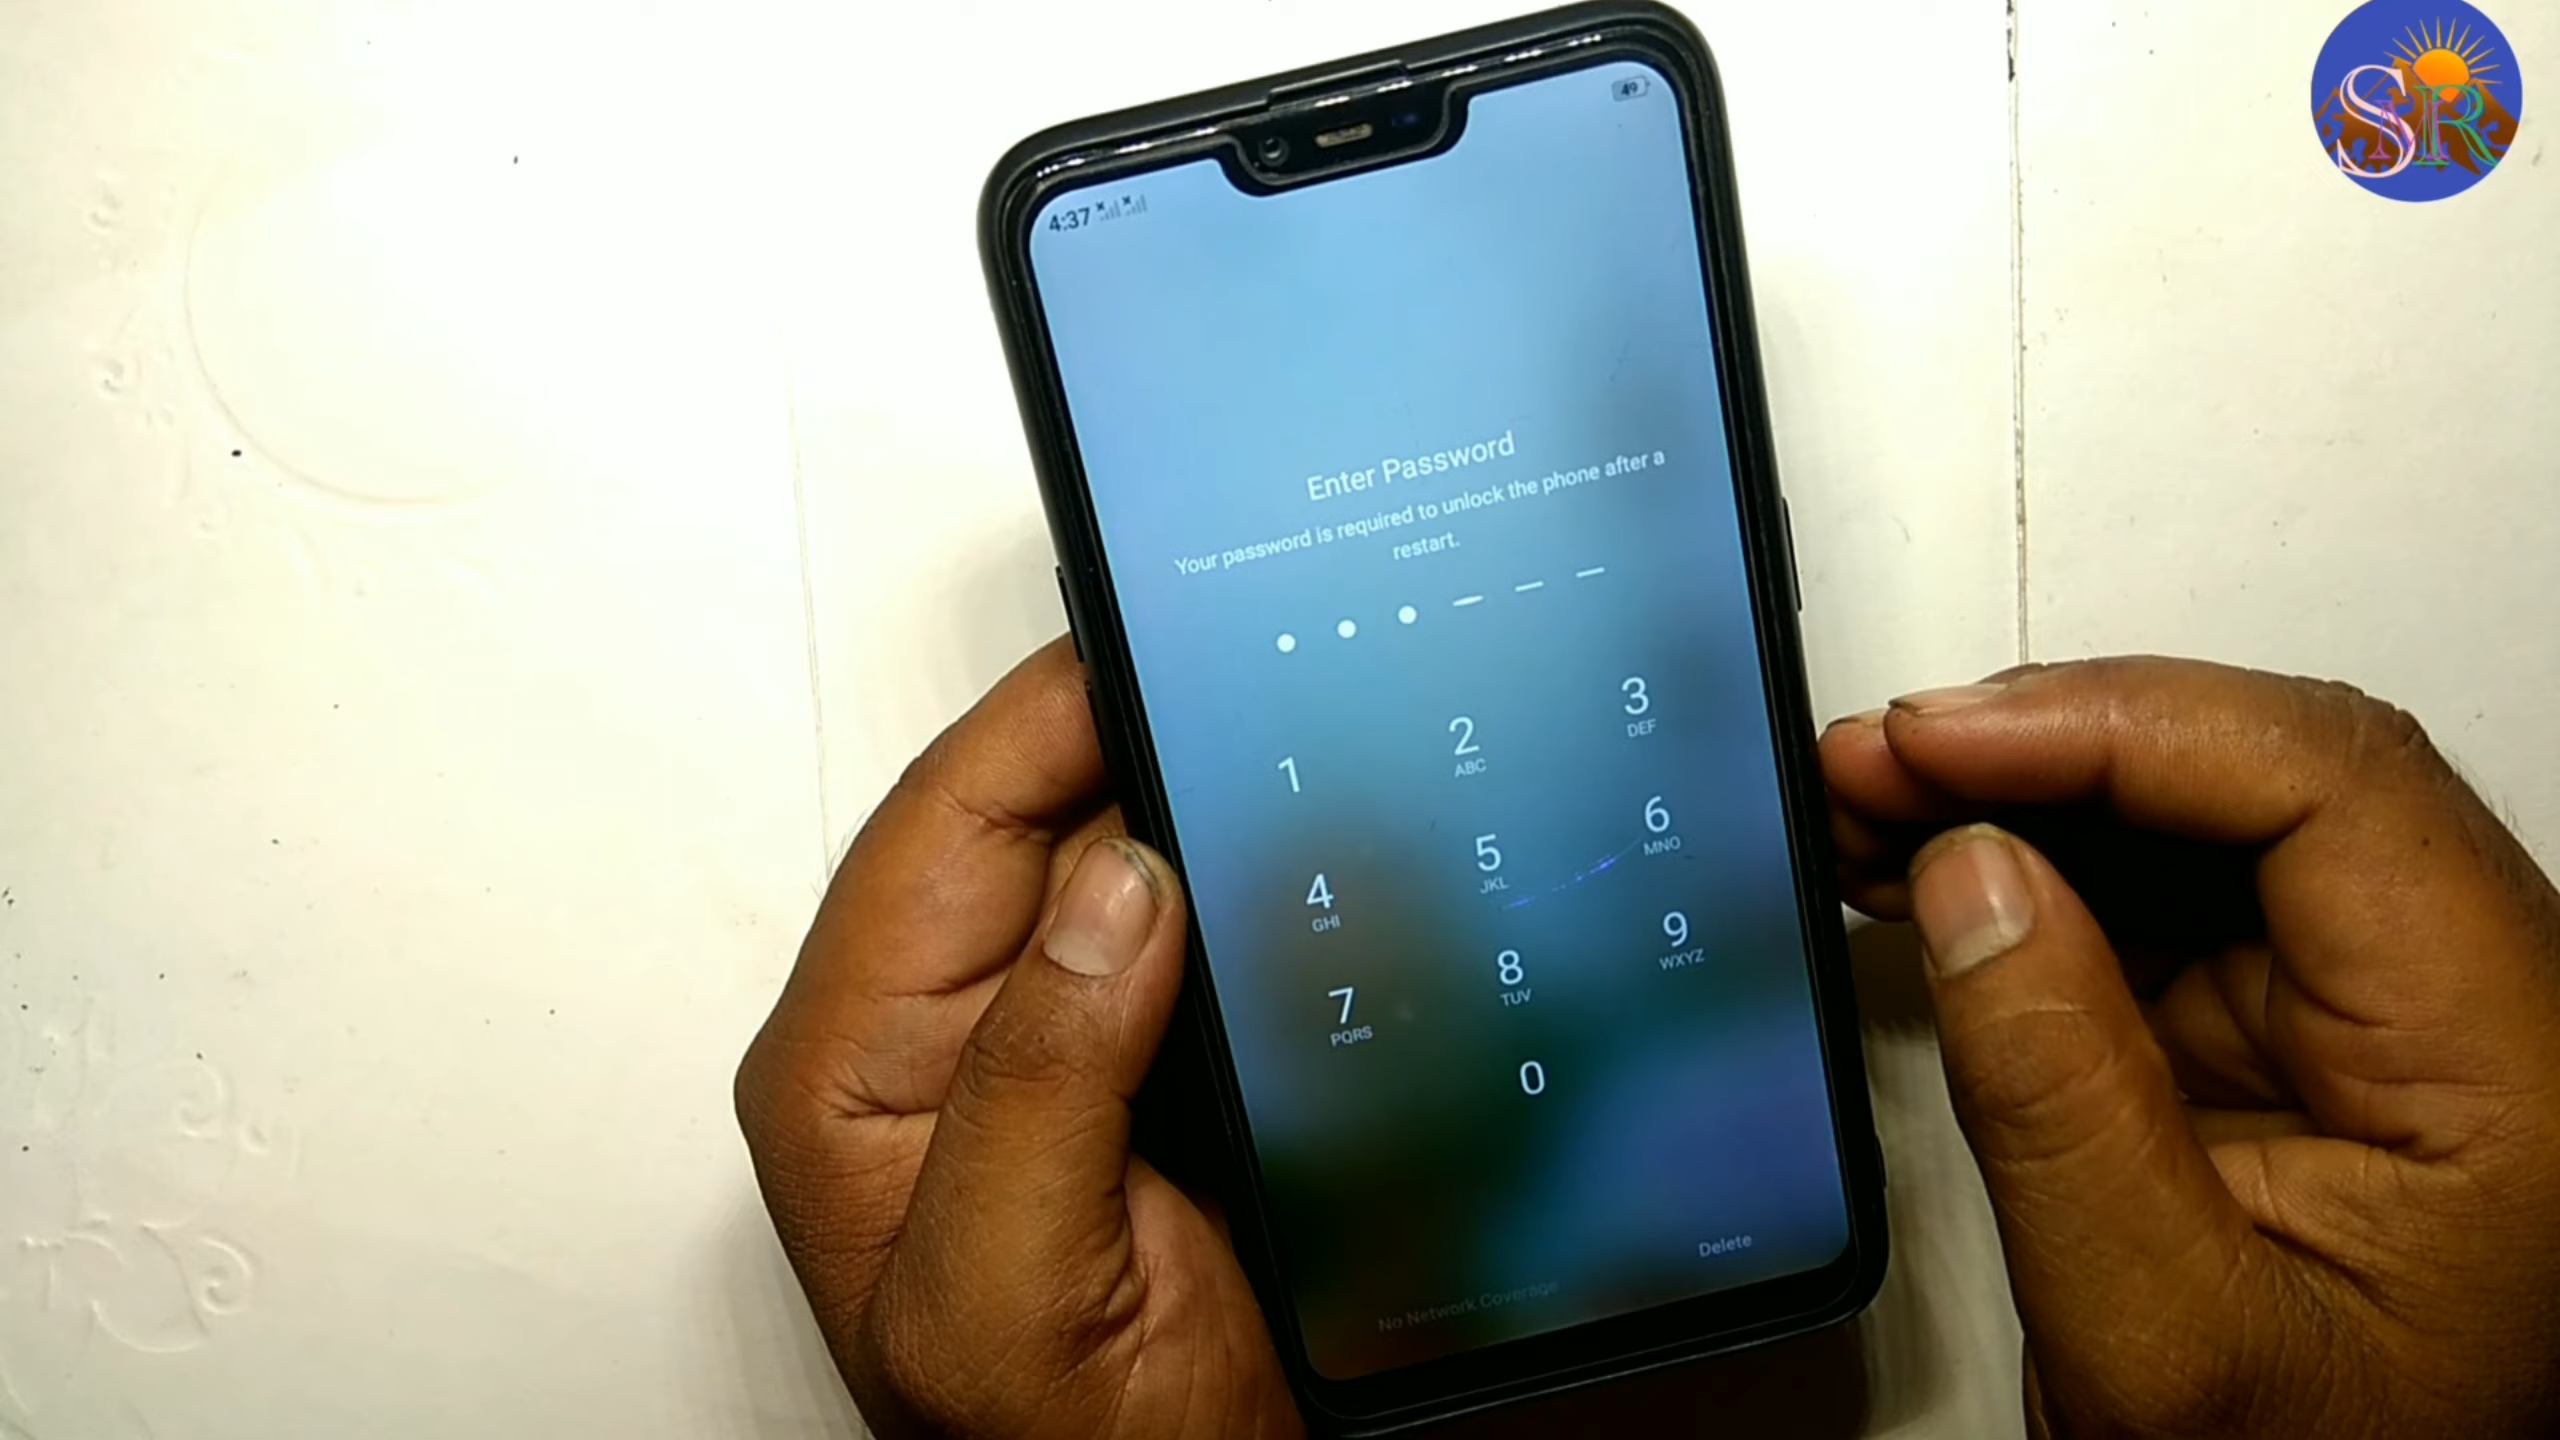 SMR
49
4:37
Enter Password
Your password is required to unlock the phone after a
restart.
1
2
ABC
3
DEF
4
GHI
5
JKL
6
MNO
7
PQRS
8
TUV
9
WXYZ
0
Delete
No Network Coverage